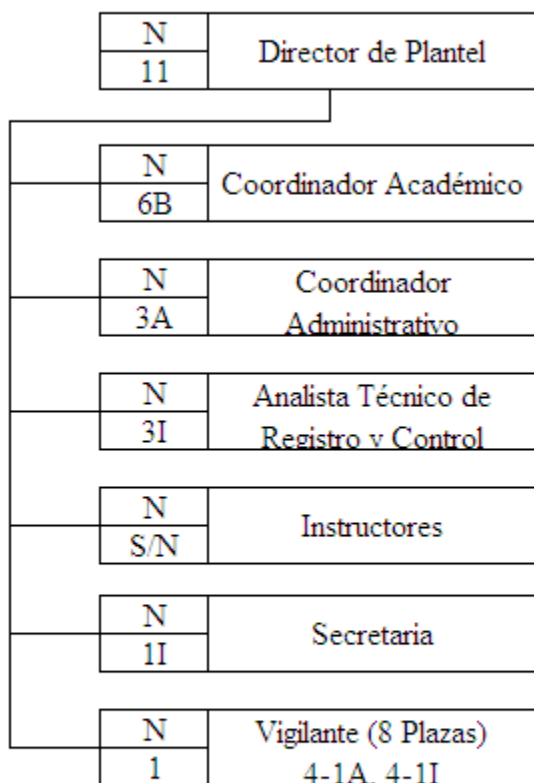 N
11
Director de Plantel
N
6B
Coordinador Académico
N
3A
Coordinador
Administrativo
N
3I
Analista Técnico de
Registro y Control
N
S/N
Instructores
N
1I
Secretaria
N
1
Vigilante (8 Plazas)
4-1A, 4-1I